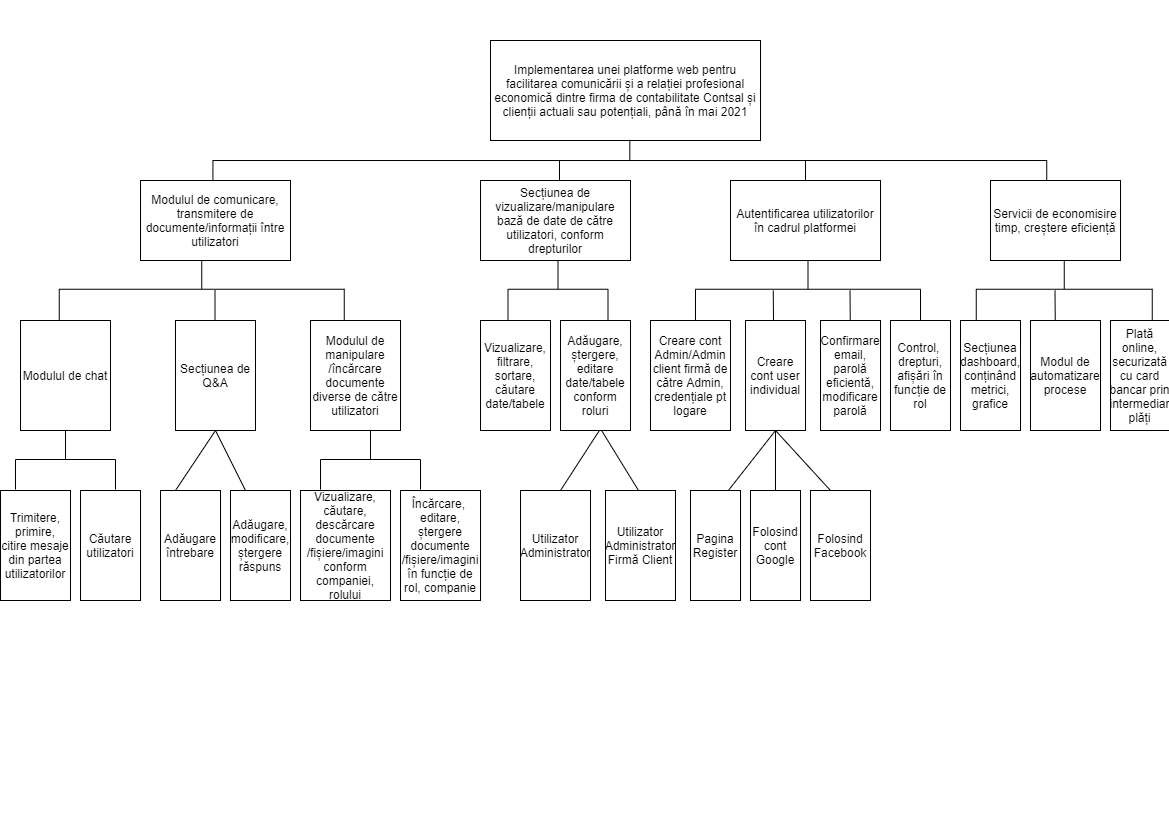 Implementarea unei platforme web pentru
facilitarea comunicării și a relației profesional
economică dintre firma de contabilitate Contsal și
clienții actuali sau potențiali, până în mai 2021
Modulul de comunicare,
transmitere de
documente/informații între
utilizatori
Secțiunea de
vizualizare/manipulare
bază de date de către
utilizatori, conform
drepturilor
Autentificarea utilizatorilor
în cadrul platformei
Servicii de economisire
timp, creștere eficiență
Modulul de chat
Secțiunea de
Q&A
Modulul de
manipulare
/încărcare
documente
diverse de către
utilizatori
Vizualizare,
filtrare,
sortare,
căutare
date/tabele
Adăugare,
ștergere,
editare
date/tabele
conform
roluri
Creare cont
Admin/Admin
client firmă de
către Admin,
credențiale pt
logare
Creare
cont user
individual
Confirmare
email,
parolă
eficientă,
modificare
parolă
Control,
drepturi,
afișări în
funcție de
rol
Secțiunea
dashboard,
conținând
metrici,
grafice
Modul de
automatizare
procese
Plată
online,
securizată
cu card
bancar prin
intermediar
plăți
Trimitere,
primire,
citire mesaje
din partea
utilizatorilor
Căutare
utilizatori
Adăugare
întrebare
Adăugare,
modificare,
ștergere
răspuns
Vizualizare,
căutare,
descărcare
documente
/fișiere/imagini
conform
companiei,
rolului
Încărcare,
editare,
ștergere
documente
/fișiere/imagini
în funcție de
rol, companie
Utilizator
Administrator
Utilizator
Administrator
Firmă Client
Pagina
Register
Folosind
cont
Google
Folosind
Facebook